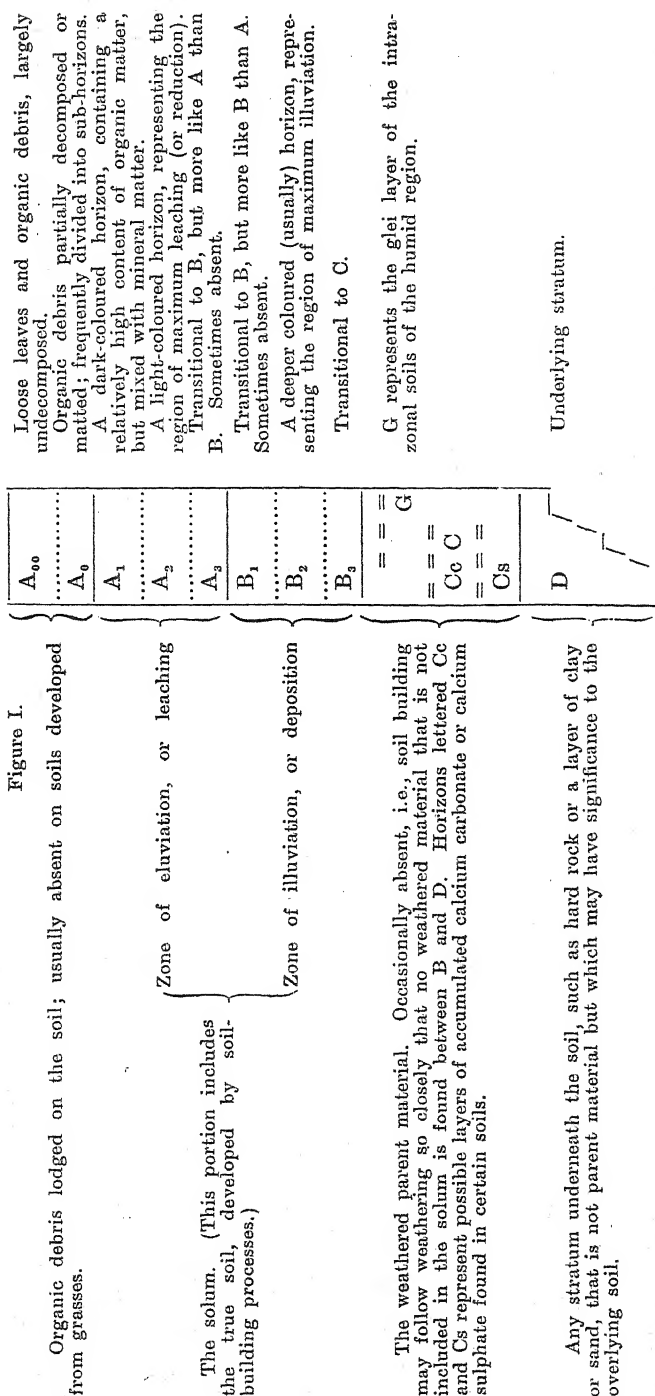 Figure I.
Organic debris lodged on the soil; usually absent on soils developed
from grasses.
The solum. (This portion includes
the true soil, developed by soil-
building processes.)
Zone of eluviation, or leaching
Zone of illuviation, or deposition
The weathered parent material. Occasionally absent, i.e., soil building
may follow weathering so closely that no weathered material that is not
included in the solum is found between B and D. Horizons lettered Cc
and Cs represent possible layers of accumulated calcium carbonate or calcium
sulphate found in certain soils.
Any stratum underneath the soil, such as hard rock or a layer of clay
or sand, that is not parent material but which may have significance to the
overlying soil.
A₀₀
A₀
A₁
A₂
A₃
B₁
B₂
B₃
G
Cc C
Cs
D
Loose leaves and organic debris, largely
undecomposed.
Organic debris partially decomposed or
matted; frequently divided into sub-horizons.
A dark-coloured horizon, containing a
relatively high content of organic matter,
but mixed with mineral matter.
A light-coloured horizon, representing the
region of maximum leaching (or reduction).
Transitional to B, but more like A than
B. Sometimes absent.
Transitional to B, but more like B than A.
Sometimes absent.
A deeper coloured (usually) horizon, repre-
senting the region of maximum illuviation.
Transitional to C.
G represents the glei layer of the intra-
zonal soils of the humid region.
Underlying stratum.